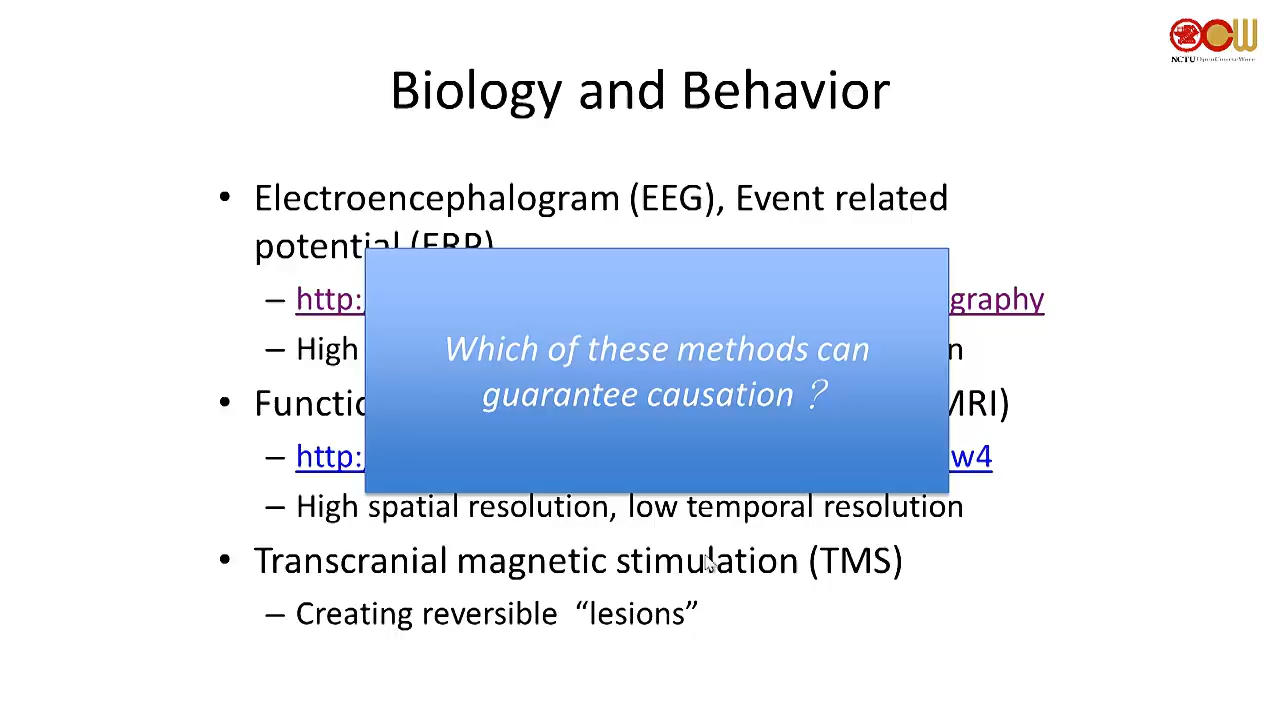 NCTU OpenCourseWare
Biology and Behavior
• Electroencephalogram (EEG), Event related
potential (ERP)
– http: ography
– High n
• Functio MRI)
– http: w4
– High spatial resolution, low temporal resolution
• Transcranial magnetic stimulation (TMS)
– Creating reversible “lesions”
Which of these methods can
guarantee causation？